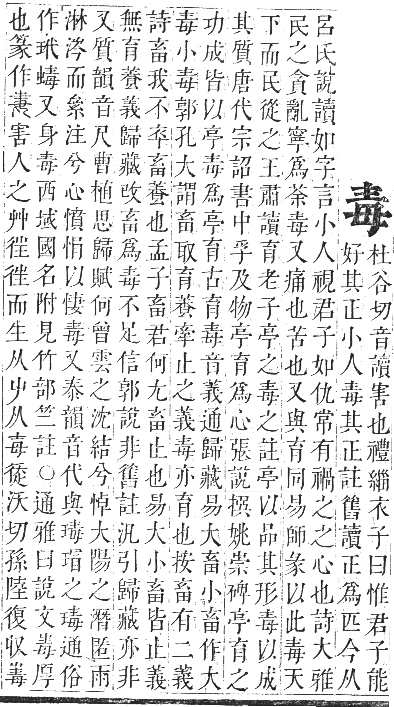 毒
杜谷切音讀害也禮緇衣子曰惟君子能
好其正小人毒其正註舊讀正爲匹今从
呂氏說讀如字言小人視君子如仇常有禍之之心也詩大雅
民之貪亂寧爲荼毒又痛也苦也又與育同易師彖以此毒天
下而民從之王肅讀育老子亭之毒之註亭以品其形毒以成
其質唐代宗詔書中孚及物亭育爲心張說撰姚崇碑亭育之
功成皆以亭毒爲亭育古育毒音義通歸藏易大畜小畜作大
毒小毒郭孔大謂畜取育養牽止之義毒亦育也按畜有二義
詩畜我不卒畜養也孟子畜君何尤畜止也易大小畜皆止義
無育養義歸藏改畜爲毒不足信郭說非舊註汎引歸藏亦非
又質韻音尺曹植思歸賦何曾雲之沈結兮悼大陽之潛匿雨
淋涔而絫注兮心憤悁以悽毒又泰韻音代與瑇瑁之瑇通俗
作玳蝳又身毒西域國名附見竹部竺註○通雅曰說文毒厚
也篆作害人之艸往往而生从屮从毐徒沃切孫陸復収毐